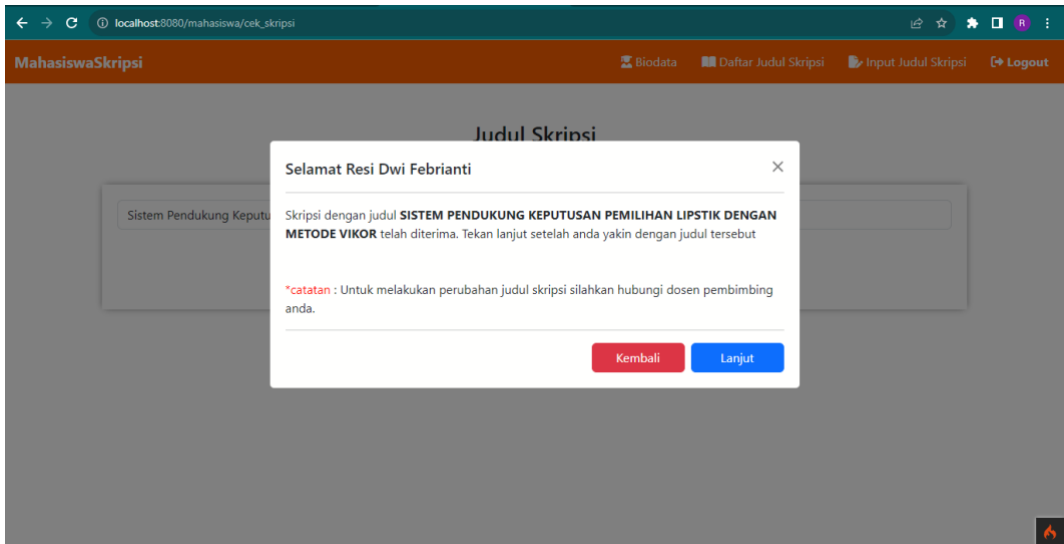 localhost:8080/mahasiswa/cek_skripsi
R
MahasiswaSkripsi
Biodata
Daftar Judul Skripsi
Input Judul Skripsi
Logout
Judul Skripsi
Selamat Resi Dwi Febrianti
Sistem Pendukung Keputu
Skripsi dengan judul SISTEM PENDUKUNG KEPUTUSAN PEMILIHAN LIPSTIK DENGAN
METODE VIKOR telah diterima. Tekan lanjut setelah anda yakin dengan judul tersebut
*catatan : Untuk melakukan perubahan judul skripsi silahkan hubungi dosen pembimbing
anda.
Kembali
Lanjut